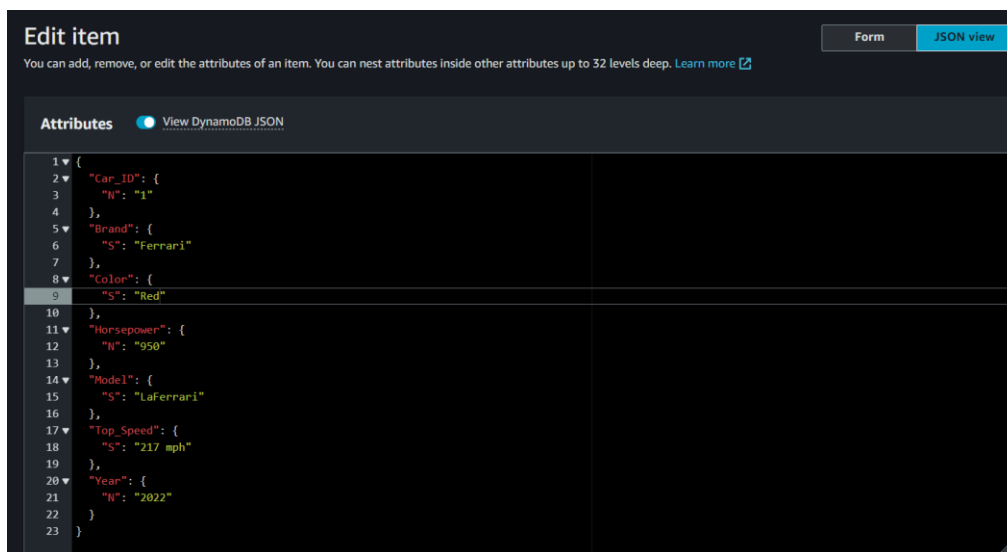 Edit item
Form
JSON view
You can add, remove, or edit the attributes of an item. You can nest attributes inside other attributes up to 32 levels deep. Learn more
Attributes
View DynamoDB JSON
1 {
2 "Car_ID": {
3 "N": "1"
4 },
5 "Brand": {
6 "S": "Ferrari"
7 },
8 "Color": {
9 "S": "Red"
10 },
11 "Horsepower": {
12 "N": "950"
13 },
14 "Model": {
15 "S": "LaFerrari"
16 },
17 "Top_Speed": {
18 "S": "217 mph"
19 },
20 "Year": {
21 "N": "2022"
22 }
23 }